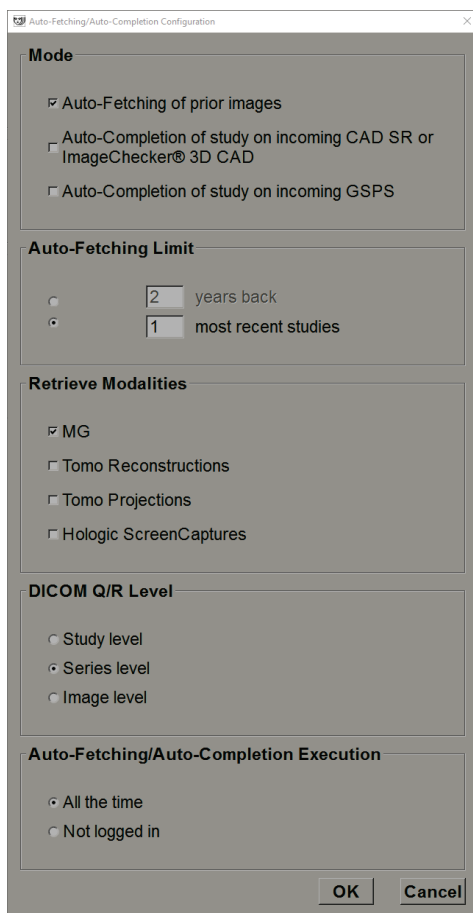 Auto-Fetching/Auto-Completion Configuration
Mode
Auto-Fetching of prior images
Auto-Completion of study on incoming CAD SR or
ImageChecker® 3D CAD
Auto-Completion of study on incoming GSPS
Auto-Fetching Limit
2 years back
1 most recent studies
Retrieve Modalities
MG
Tomo Reconstructions
Tomo Projections
Hologic ScreenCaptures
DICOM Q/R Level
Study level
Series level
Image level
Auto-Fetching/Auto-Completion Execution
All the time
Not logged in
OK Cancel